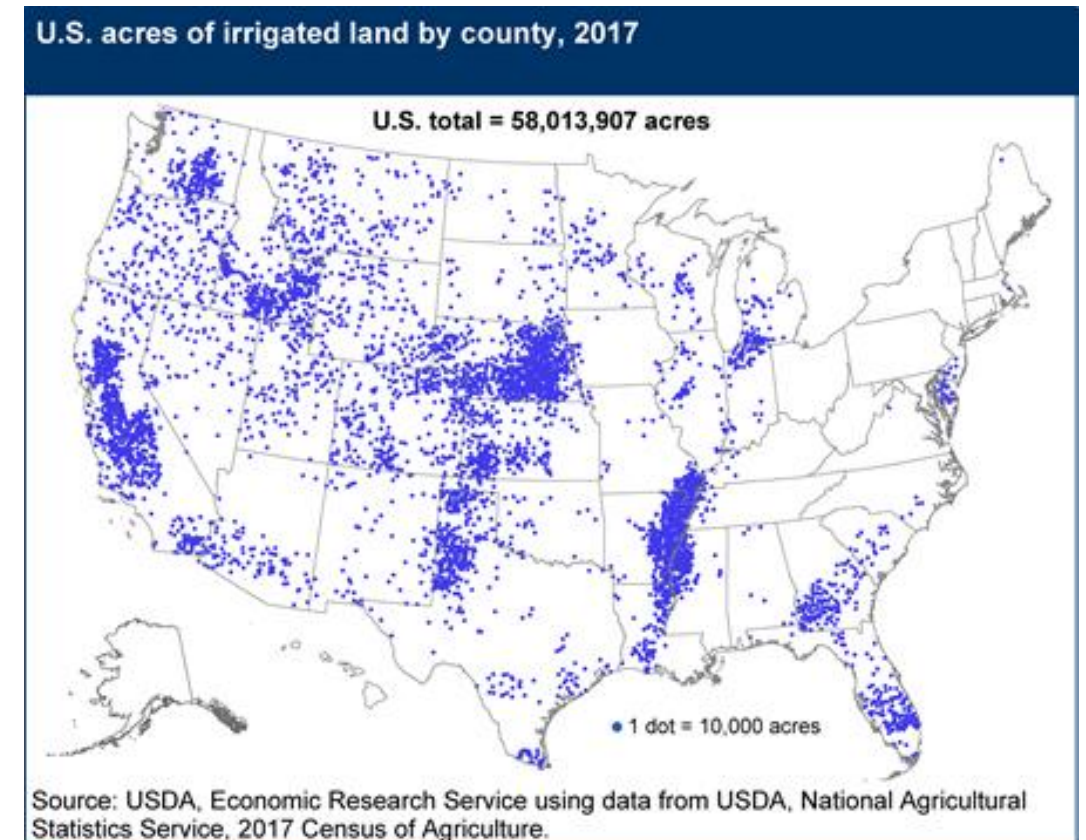 U.S. acres of irrigated land by county, 2017
U.S. total = 58,013,907 acres
1 dot = 10,000 acres
Source: USDA, Economic Research Service using data from USDA, National Agricultural
Statistics Service, 2017 Census of Agriculture.